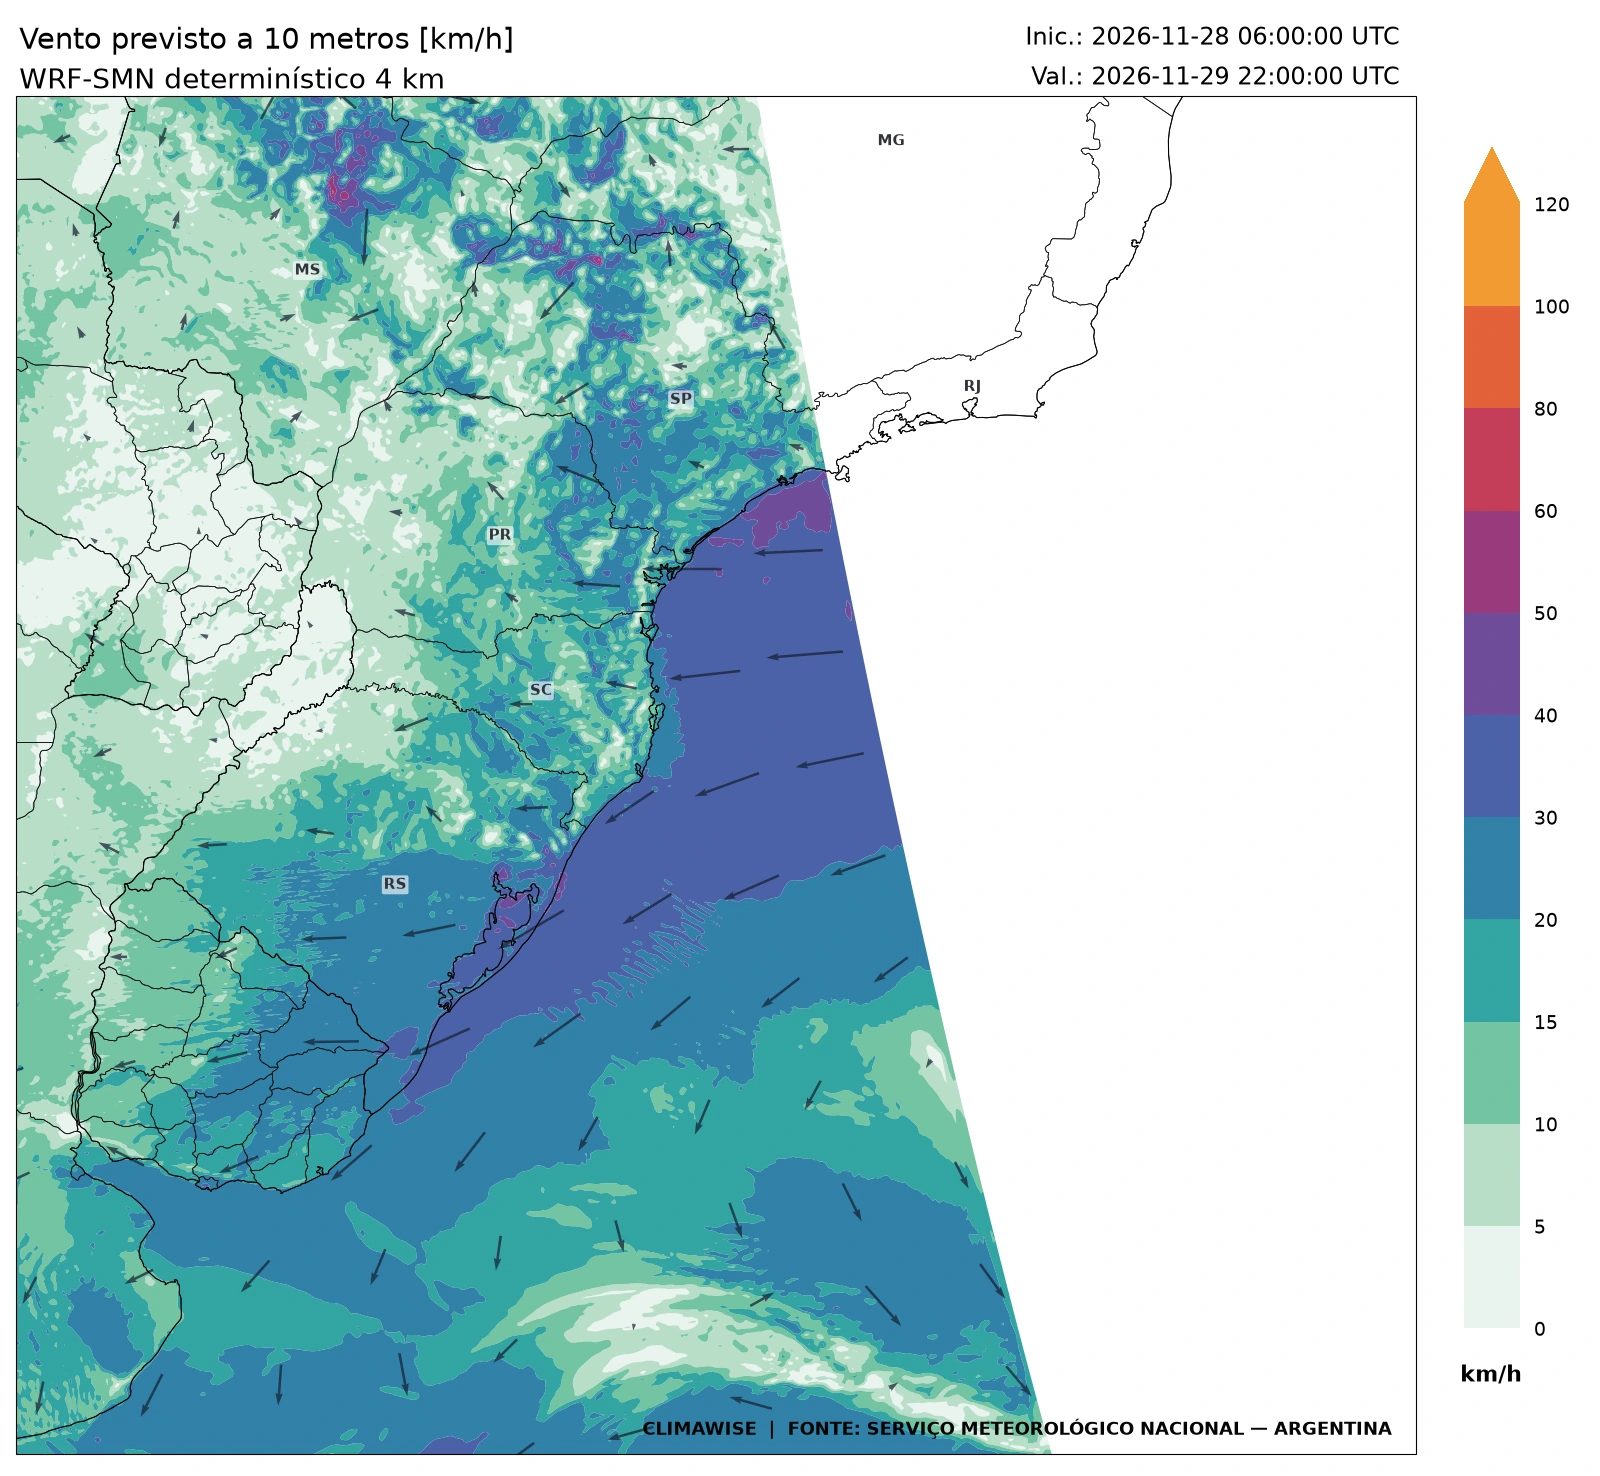 Vento previsto a 10 metros [km/h]
WRF-SMN determinístico 4 km
Inic.: 2026-11-28 06:00:00 UTC
Val.: 2026-11-29 22:00:00 UTC
MG
MS
RJ
SP
PR
SC
RS
120
100
80
60
50
40
30
20
15
10
5
0
km/h
CLIMAWISE | FONTE: SERVIÇO METEOROLÓGICO NACIONAL — ARGENTINA